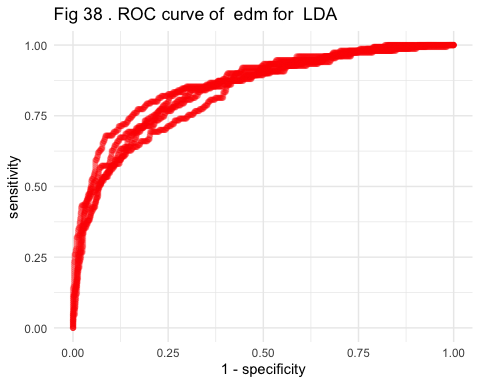 Fig 38 . ROC curve of  edm for  LDA
1.00
0.75
0.50
0.25
0.00
sensitivity
0.00 0.25 0.50 0.75 1.00
1 - specificity